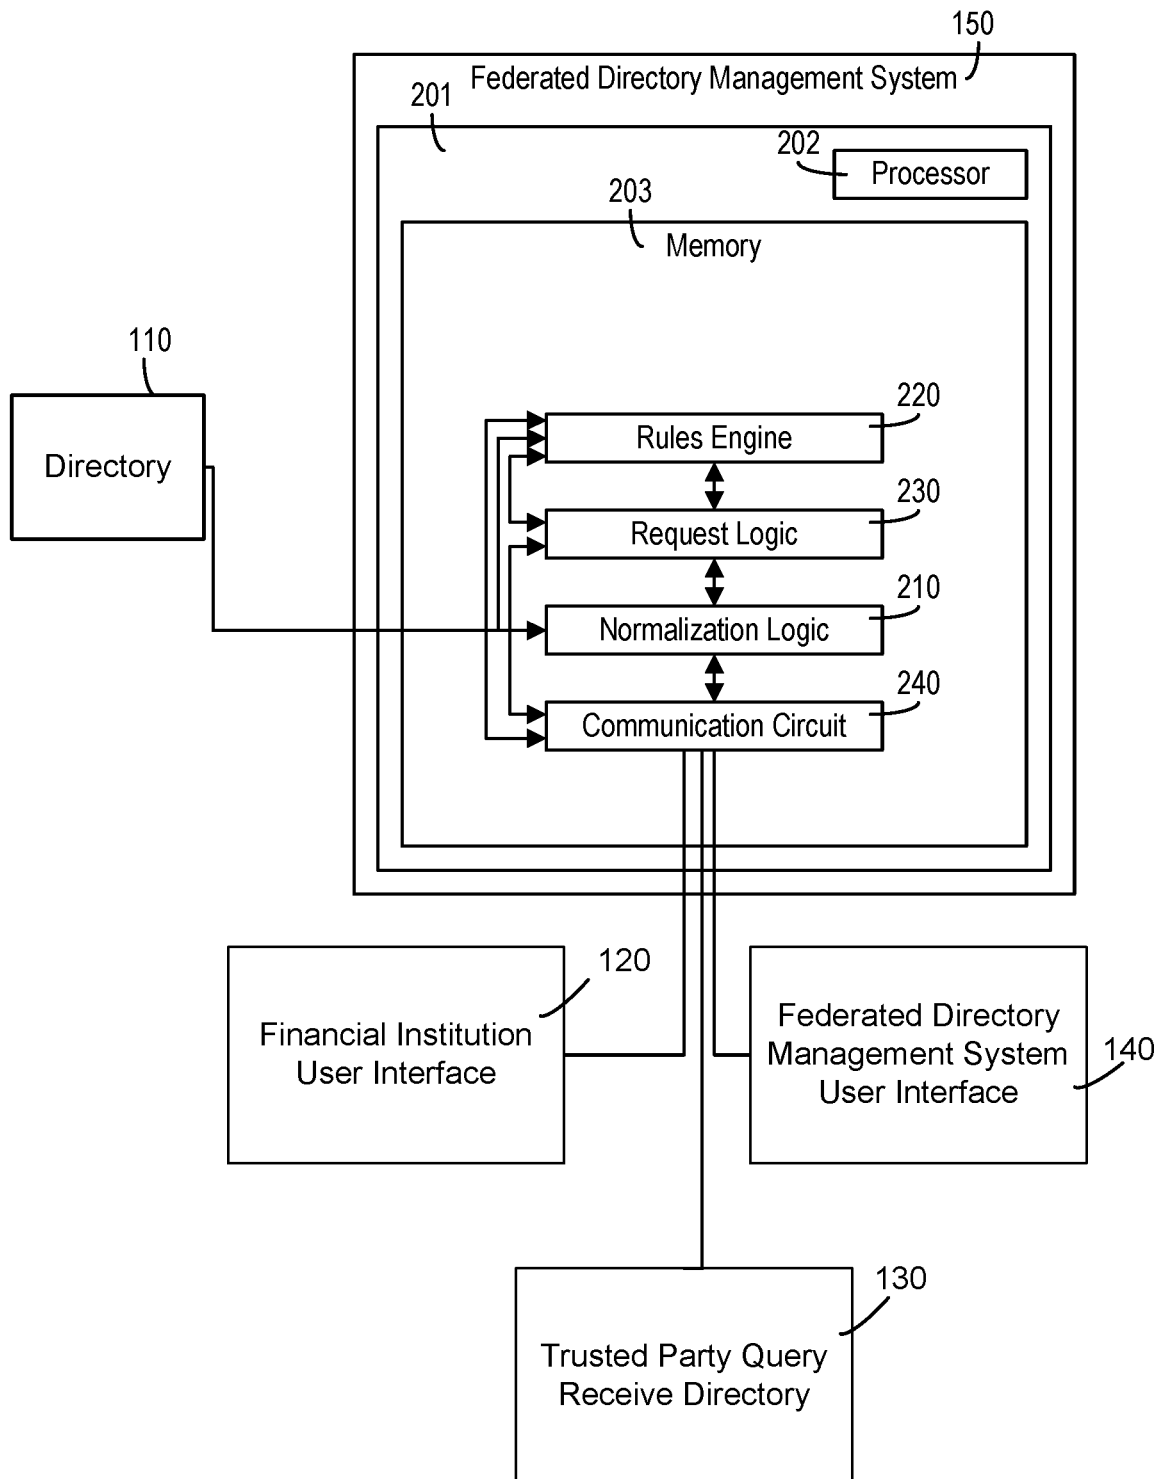 150
Federated Directory Management System
201
202
Processor
203
Memory
110
Directory
220
Rules Engine
230
Request Logic
210
Normalization Logic
240
Communication Circuit
120
Financial Institution
User Interface
Federated Directory
Management System
User Interface
140
130
Trusted Party Query
Receive Directory